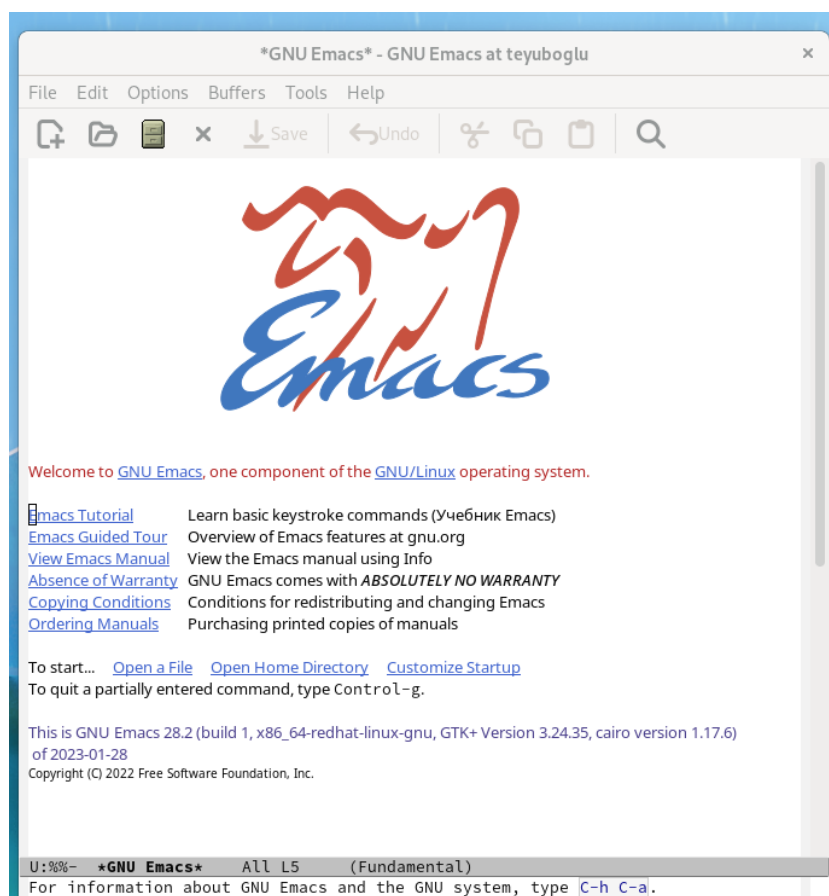 *GNU Emacs* - GNU Emacs at teyuboglu
File Edit Options Buffers Tools Help
Save Undo
Emacs
Welcome to GNU Emacs, one component of the GNU/Linux operating system.
Emacs Tutorial Learn basic keystroke commands (Учебник Emacs)
Emacs Guided Tour Overview of Emacs features at gnu.org
View Emacs Manual View the Emacs manual using Info
Absence of Warranty GNU Emacs comes with ABSOLUTELY NO WARRANTY
Copying Conditions Conditions for redistributing and changing Emacs
Ordering Manuals Purchasing printed copies of manuals
To start... Open a File Open Home Directory Customize Startup
To quit a partially entered command, type Control-g.
This is GNU Emacs 28.2 (build 1, x86_64-redhat-linux-gnu, GTK+ Version 3.24.35, cairo version 1.17.6)
of 2023-01-28
Copyright (C) 2022 Free Software Foundation, Inc.
U:%%- *GNU Emacs* All L5 (Fundamental)
For information about GNU Emacs and the GNU system, type C-h C-a.